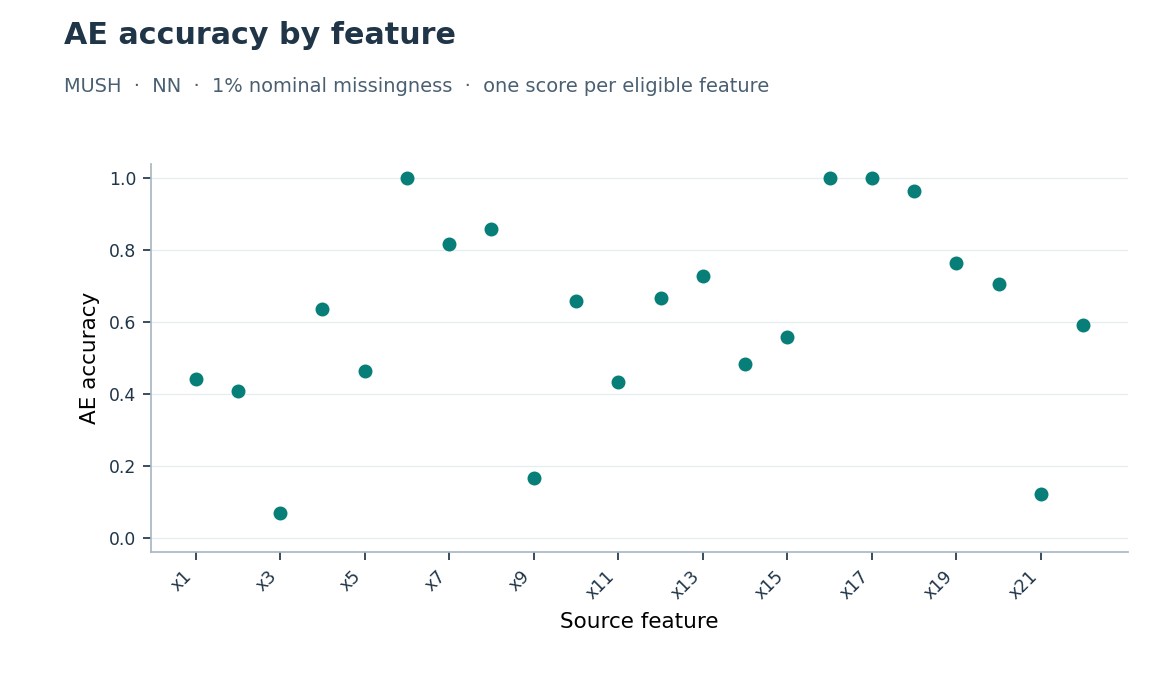 AE accuracy by feature
MUSH · NN · 1% nominal missingness · one score per eligible feature
1.0
0.8
0.6
0.4
0.2
0.0
AE accuracy
x1 x3 x5 x7 x9 x11 x13 x15 x17 x19 x21
Source feature